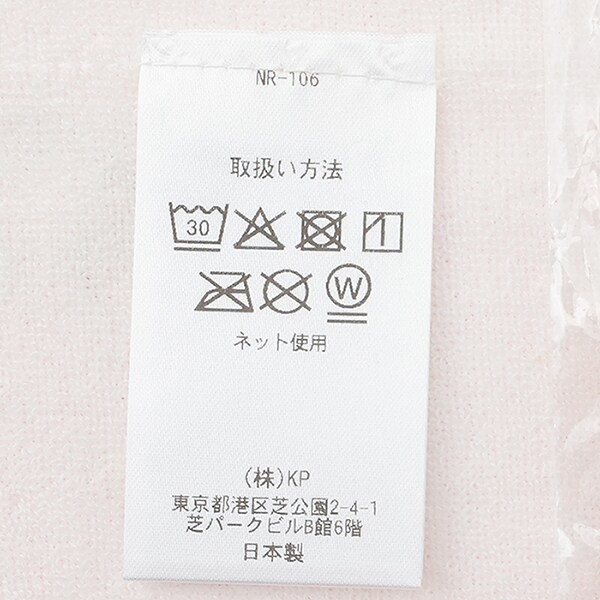 NR-106
取扱い方法
30
W
ネット使用
(株)KP
東京都港区芝公園2-4-1
芝パークビルB館6階
日本製